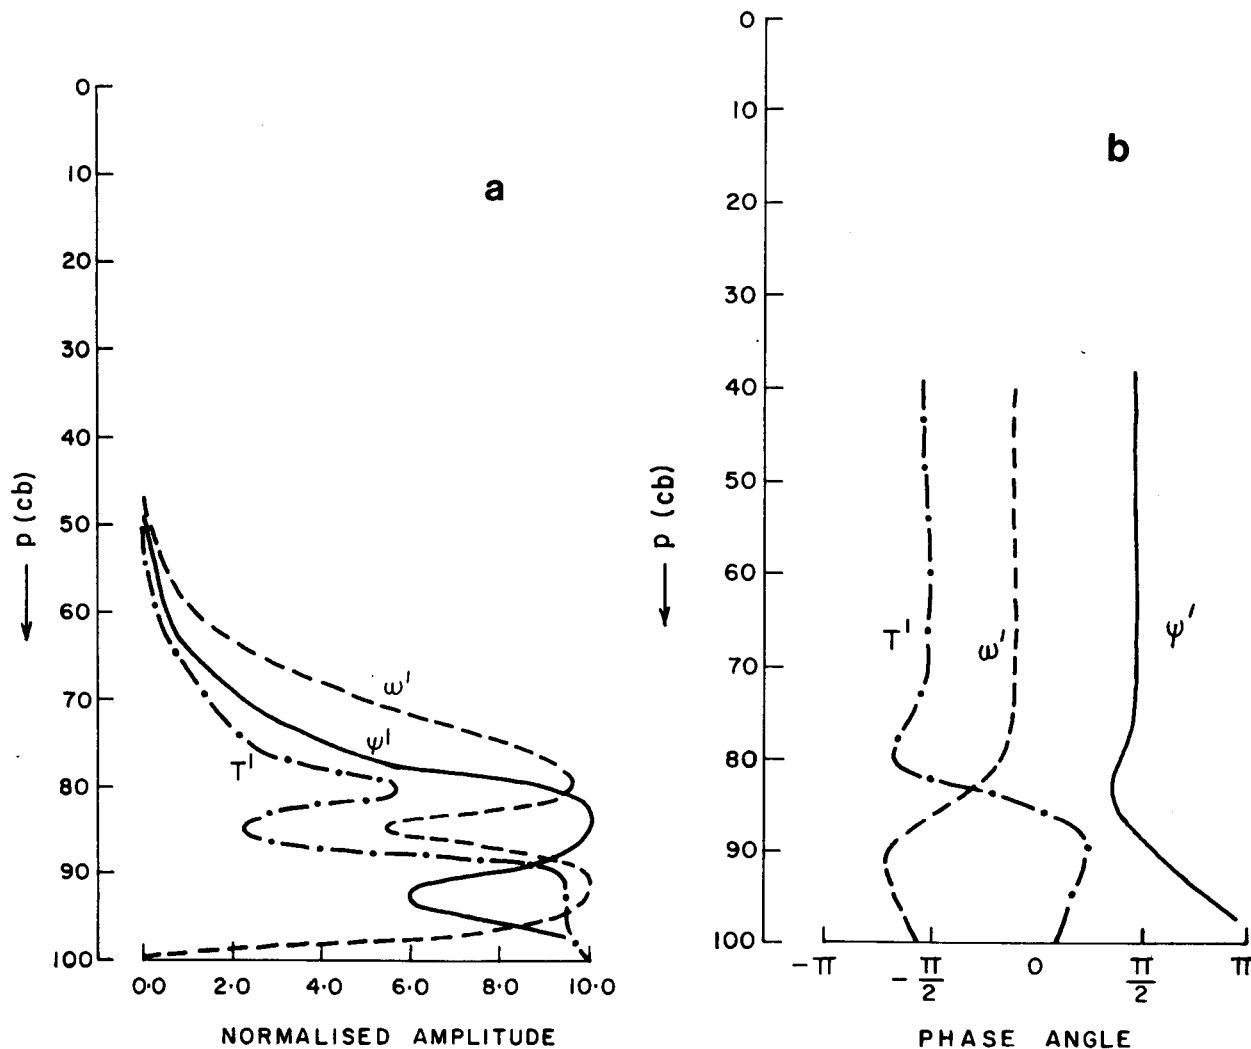 a
0
10
20
30
40
50
60
70
80
90
100
p (cb)
ω'
ψ'
T'
0·0 2·0 4·0 6·0 8·0 10·0
NORMALISED AMPLITUDE
b
0
10
20
30
40
50
60
70
80
90
100
p (cb)
T'
ω'
ψ'
-π -π/2 0 π/2 π
PHASE ANGLE